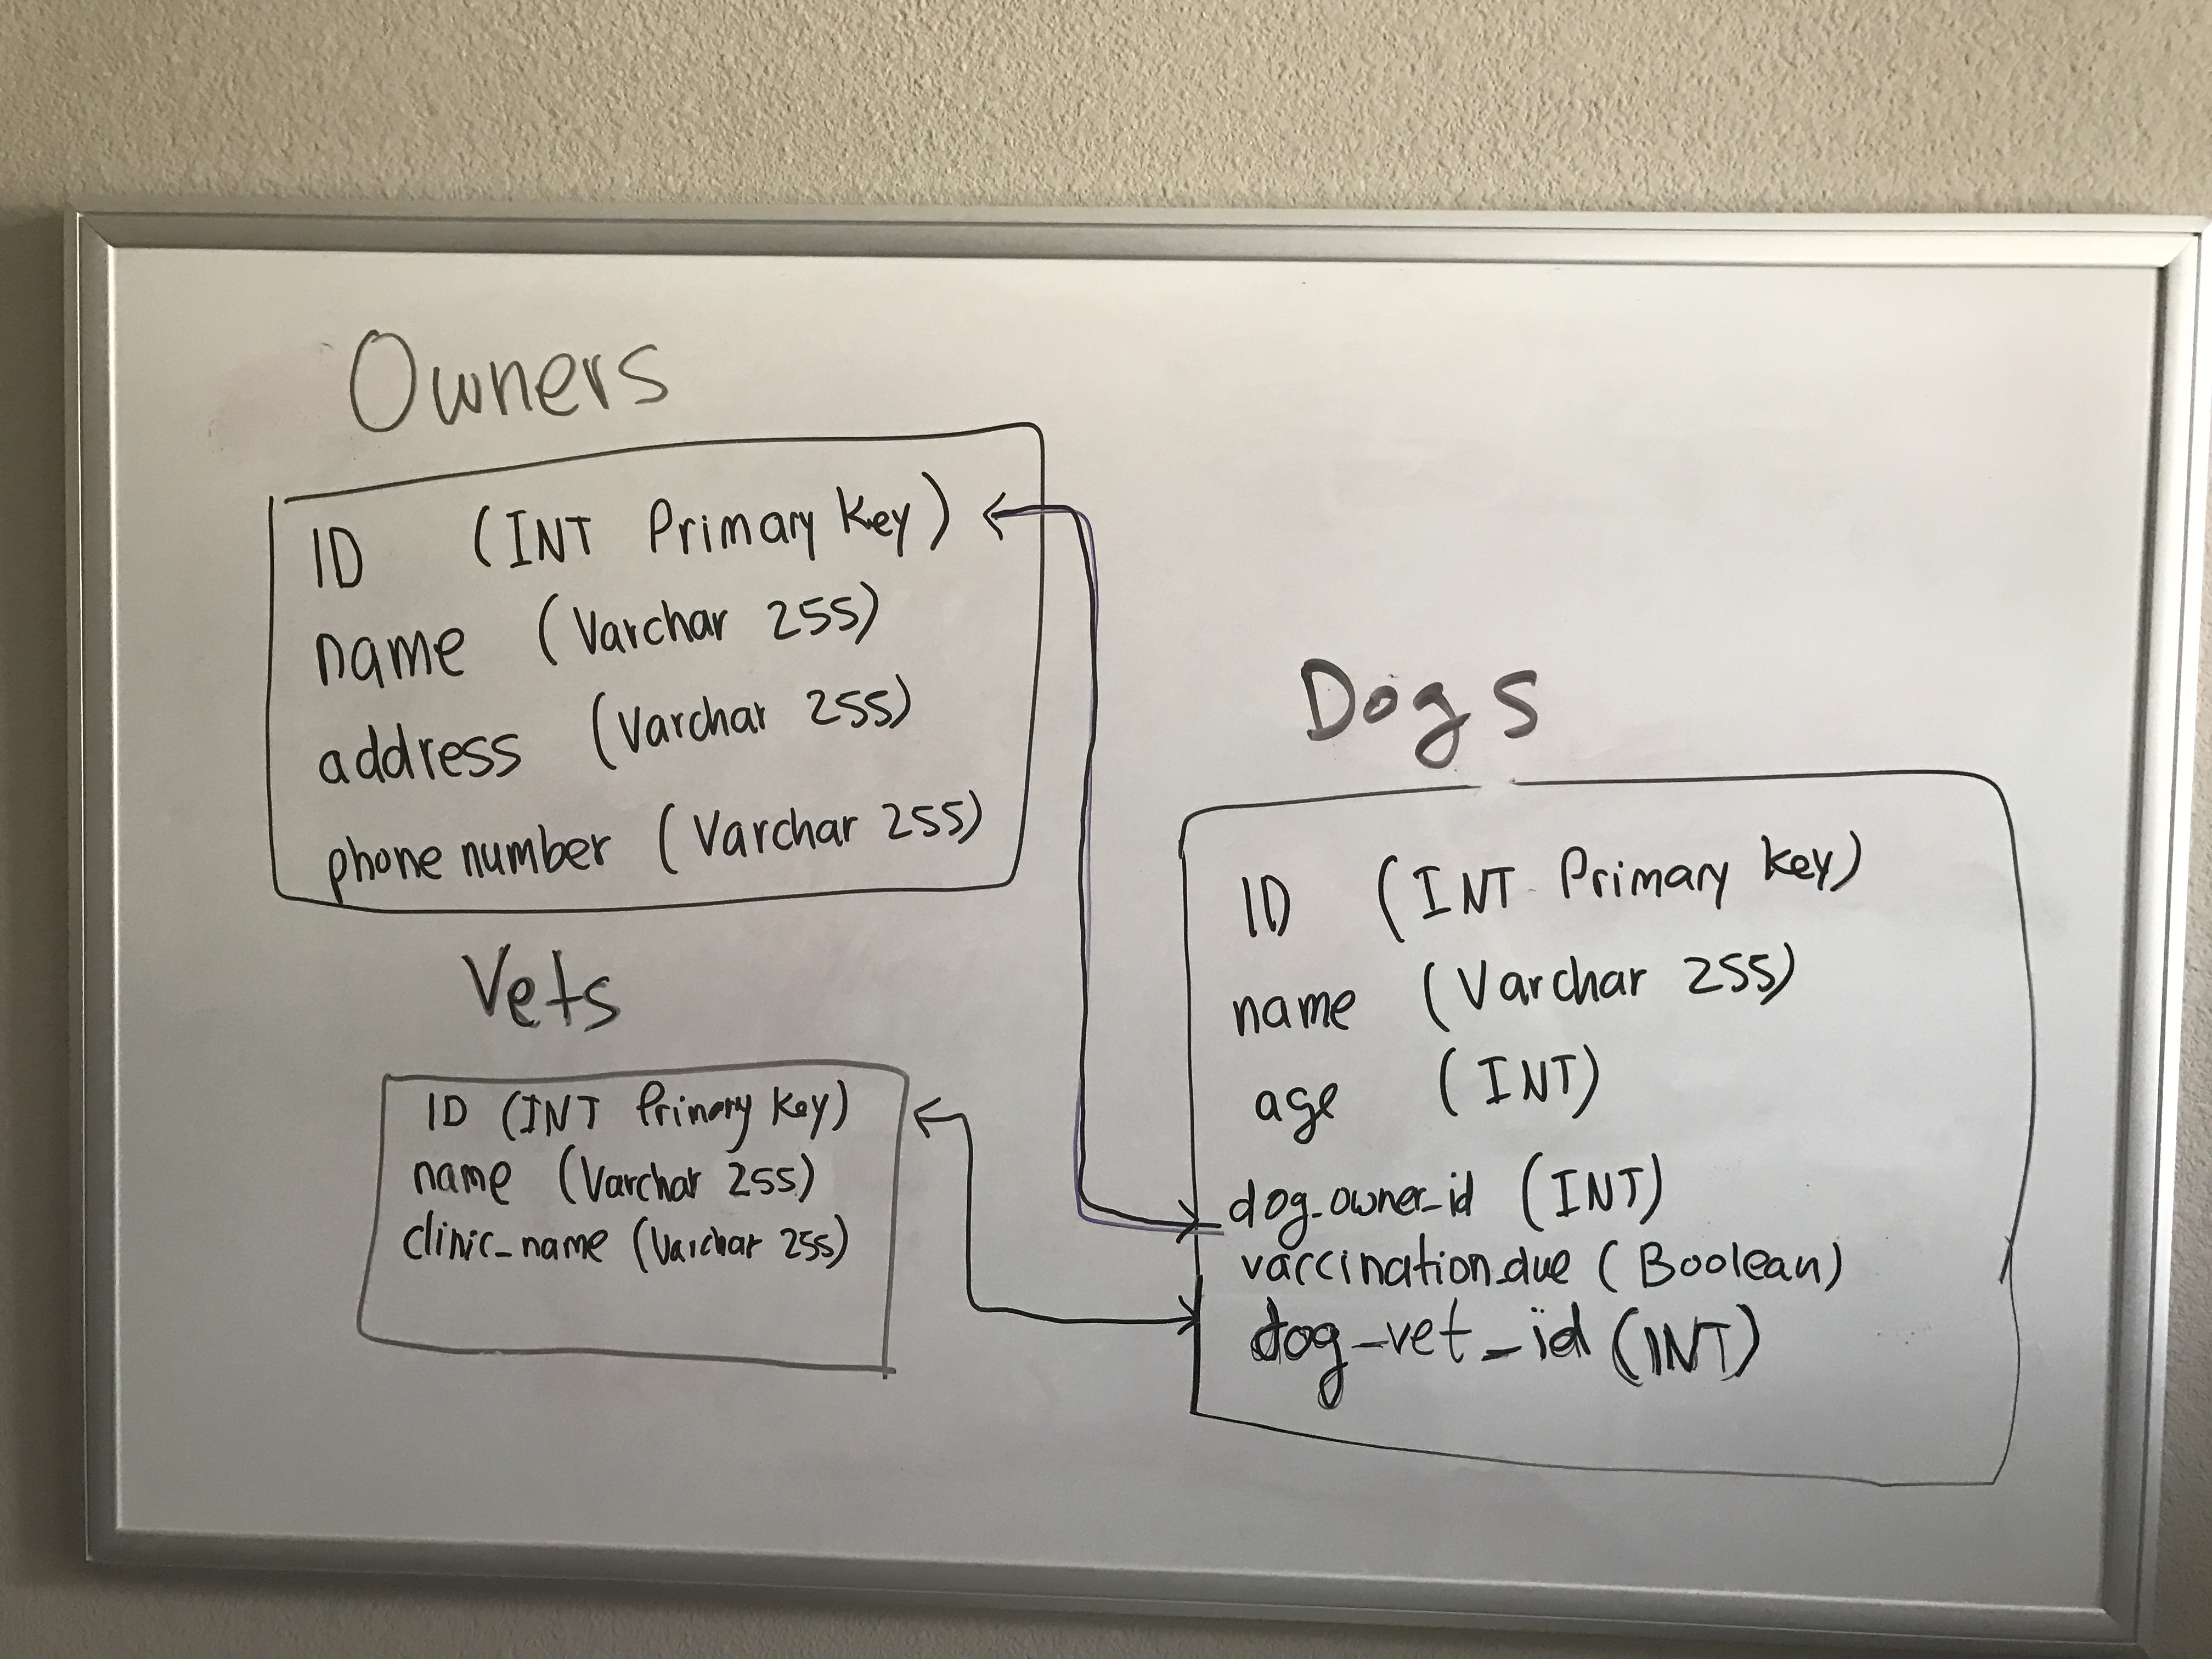 Owners
ID (INT Primary Key)
name (Varchar 255)
address (Varchar 255)
phone number (Varchar 255)
Vets
ID (INT Primary Key)
name (Varchar 255)
clinic_name (Varchar 255)
Dogs
ID (INT Primary Key)
name (Varchar 255)
age (INT)
dog_owner_id (INT)
vaccination_due (Boolean)
dog_vet_id (INT)